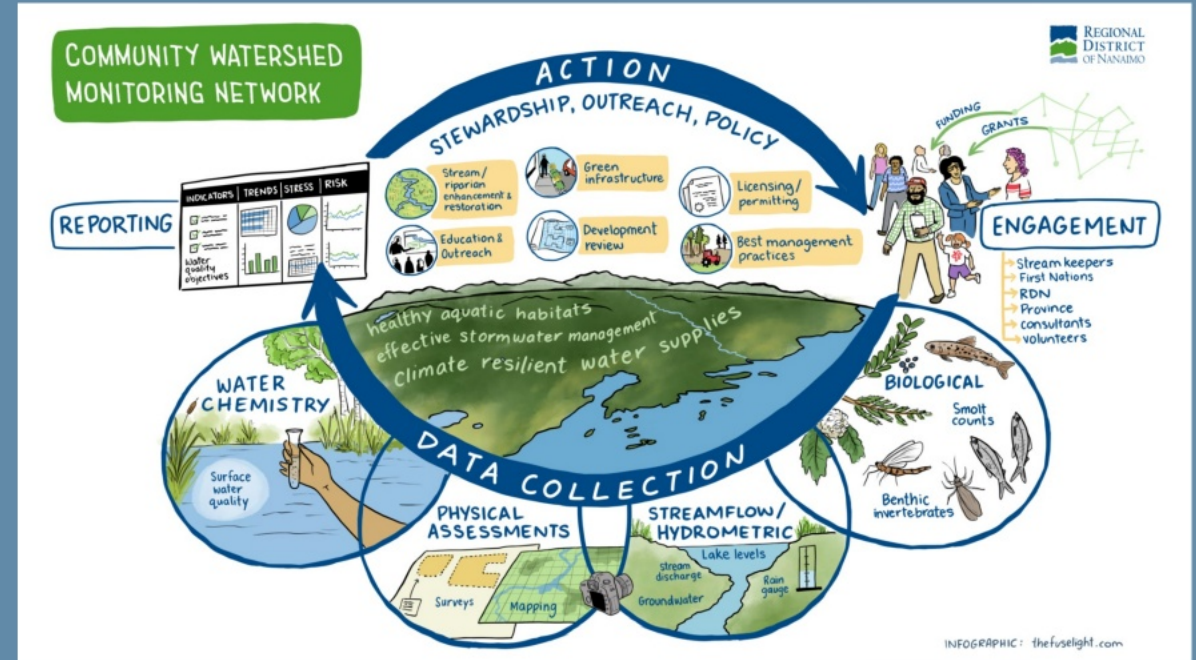 COMMUNITY WATERSHED
MONITORING NETWORK
REGIONAL
DISTRICT
OF NANAIMO
ACTION
STEWARDSHIP, OUTREACH, POLICY
FUNDING
GRANTS
Stream/
riparian
enhancement &
restoration
Green
infrastructure
Licensing/
permitting
Education &
Outreach
Development
review
Best management
practices
REPORTING
INDICATORS TRENDS STRESS RISK
Water
quality
objectives
ENGAGEMENT
Stream keepers
First Nations
RDN
Province
consultants
volunteers
healthy aquatic habitats
effective stormwater management
climate resilient water supplies
DATA COLLECTION
WATER
CHEMISTRY
Surface
water
quality
PHYSICAL
ASSESSMENTS
Surveys
Mapping
STREAMFLOW/
HYDROMETRIC
Lake levels
stream
discharge
Groundwater
Rain
gauge
BIOLOGICAL
Smolt
counts
Benthic
invertebrates
INFOGRAPHIC: thefuselight.com